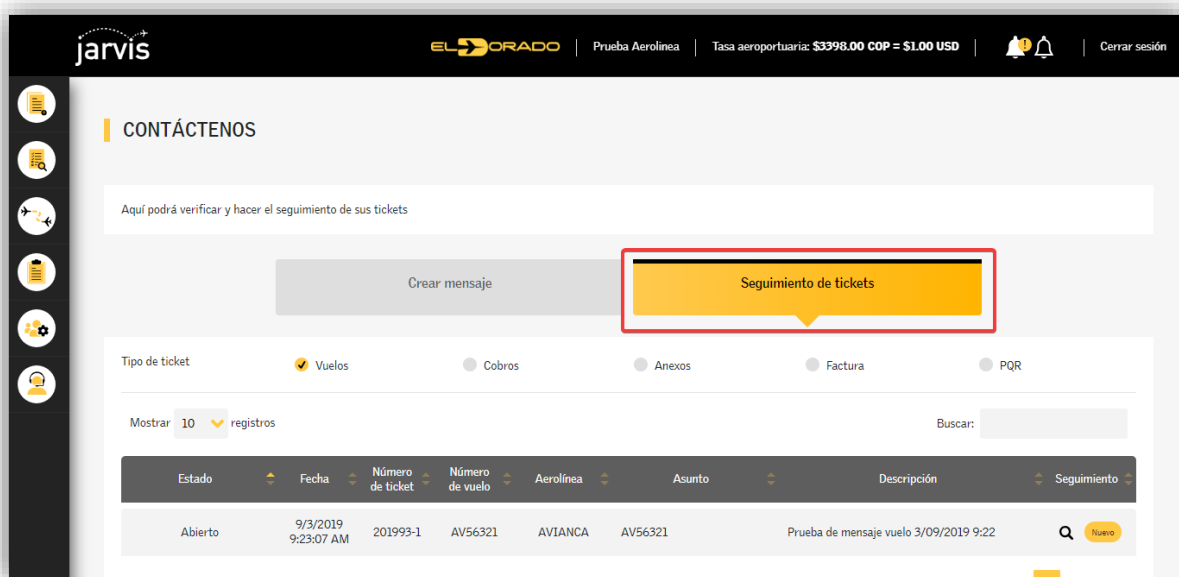 jarvis
EL DORADO
Prueba Aerolinea
Tasa aeroportuaria: $3398.00 COP = $1.00 USD
Cerrar sesión
CONTÁCTENOS
Aquí podrá verificar y hacer el seguimiento de sus tickets
Crear mensaje
Seguimiento de tickets
Tipo de ticket
Vuelos
Cobros
Anexos
Factura
PQR
Mostrar 10 registros
Buscar:
Estado
Fecha
Número
de ticket
Número
de vuelo
Aerolínea
Asunto
Descripción
Seguimiento
Abierto
9/3/2019
9:23:07 AM
201993-1
AV56321
AVIANCA
AV56321
Prueba de mensaje vuelo 3/09/2019 9:22
Nuevo